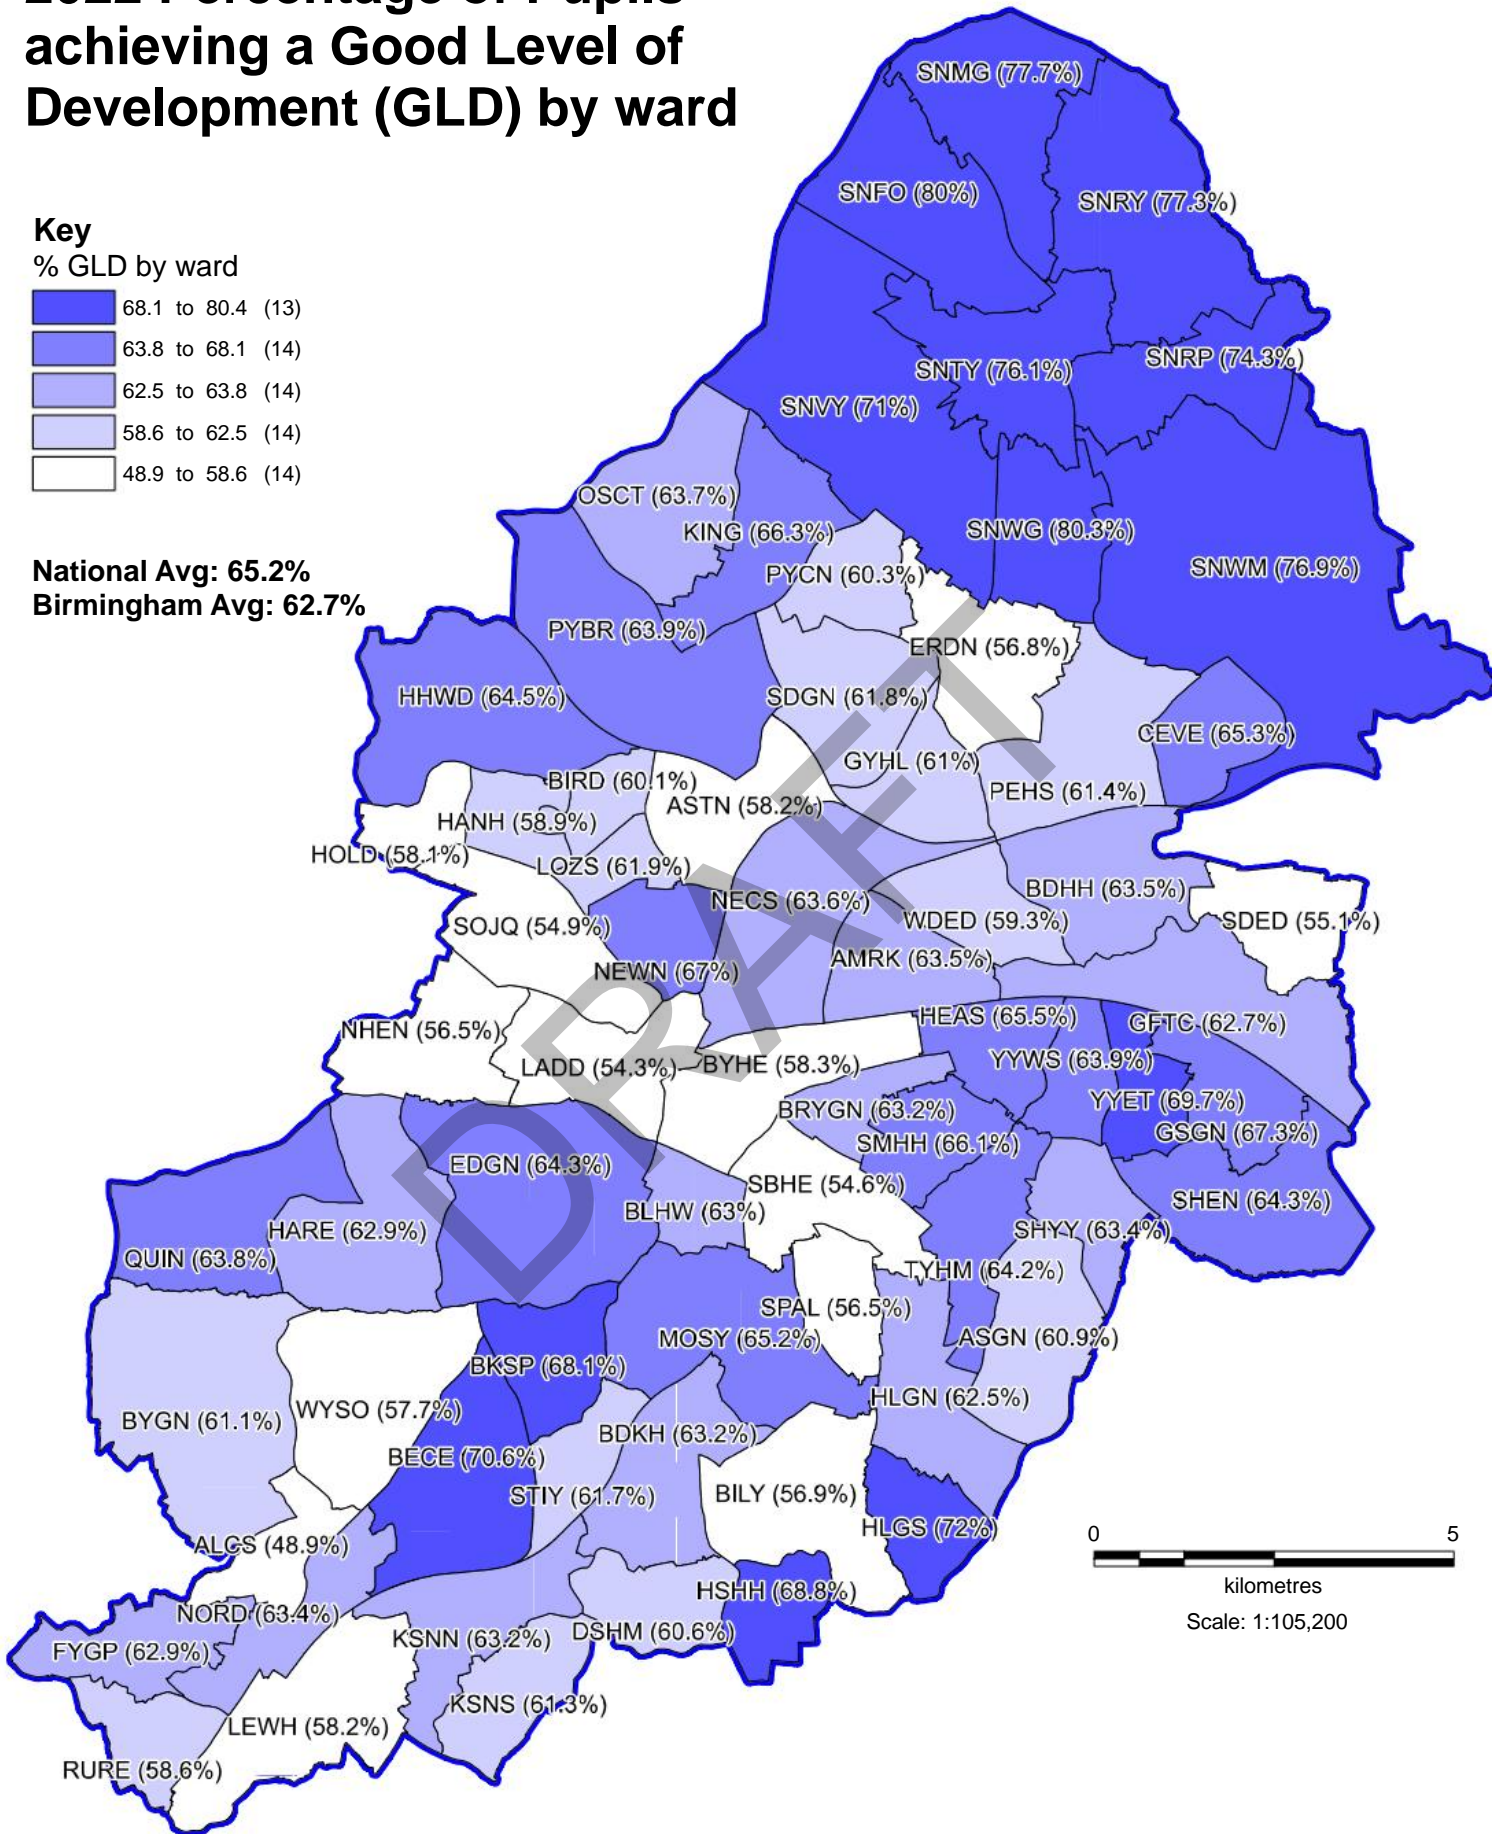 2022 Percentage of Pupils
achieving a Good Level of
Development (GLD) by ward
Key
% GLD by ward
68.1 to 80.4 (13)
63.8 to 68.1 (14)
62.5 to 63.8 (14)
58.6 to 62.5 (14)
48.9 to 58.6 (14)
National Avg: 65.2%
Birmingham Avg: 62.7%
SNMG (77.7%)
SNFO (80%)
SNRY (77.3%)
SNRP (74.3%)
SNTY (76.1%)
SNVY (71%)
OSCT (63.7%)
KING (66.3%)
SNWG (80.3%)
SNWM (76.9%)
PYCN (60.3%)
PYBR (63.9%)
ERDN (56.8%)
HHWD (64.5%)
SDGN (61.8%)
CEVE (65.3%)
GYHL (61%)
BIRD (60.1%)
PEHS (61.4%)
ASTN (58.2%)
HANH (58.9%)
HOLD (58.1%)
LOZS (61.9%)
BDHH (63.5%)
NECS (63.6%)
WDED (59.3%)
SDED (55.1%)
SOJQ (54.9%)
AMRK (63.5%)
NEWN (67%)
HEAS (65.5%)
GFTC (62.7%)
NHEN (56.5%)
YYWS (63.9%)
LADD (54.3%)
BYHE (58.3%)
YYET (69.7%)
BRYGN (63.2%)
GSGN (67.3%)
SMHH (66.1%)
EDGN (64.3%)
SBHE (54.6%)
SHEN (64.3%)
BLHW (63%)
HARE (62.9%)
SHYY (63.4%)
QUIN (63.8%)
TYHM (64.2%)
SPAL (56.5%)
MOSY (65.2%)
ASGN (60.9%)
BKSP (68.1%)
HLGN (62.5%)
WYSO (57.7%)
BYGN (61.1%)
BDKH (63.2%)
BECE (70.6%)
STIY (61.7%)
BILY (56.9%)
HLGS (72%)
ALCS (48.9%)
HSHH (68.8%)
NORD (63.4%)
DSHM (60.6%)
KSNN (63.2%)
FYGP (62.9%)
KSNS (61.3%)
LEWH (58.2%)
RURE (58.6%)
DRAFT
0 5
kilometres
Scale: 1:105,200